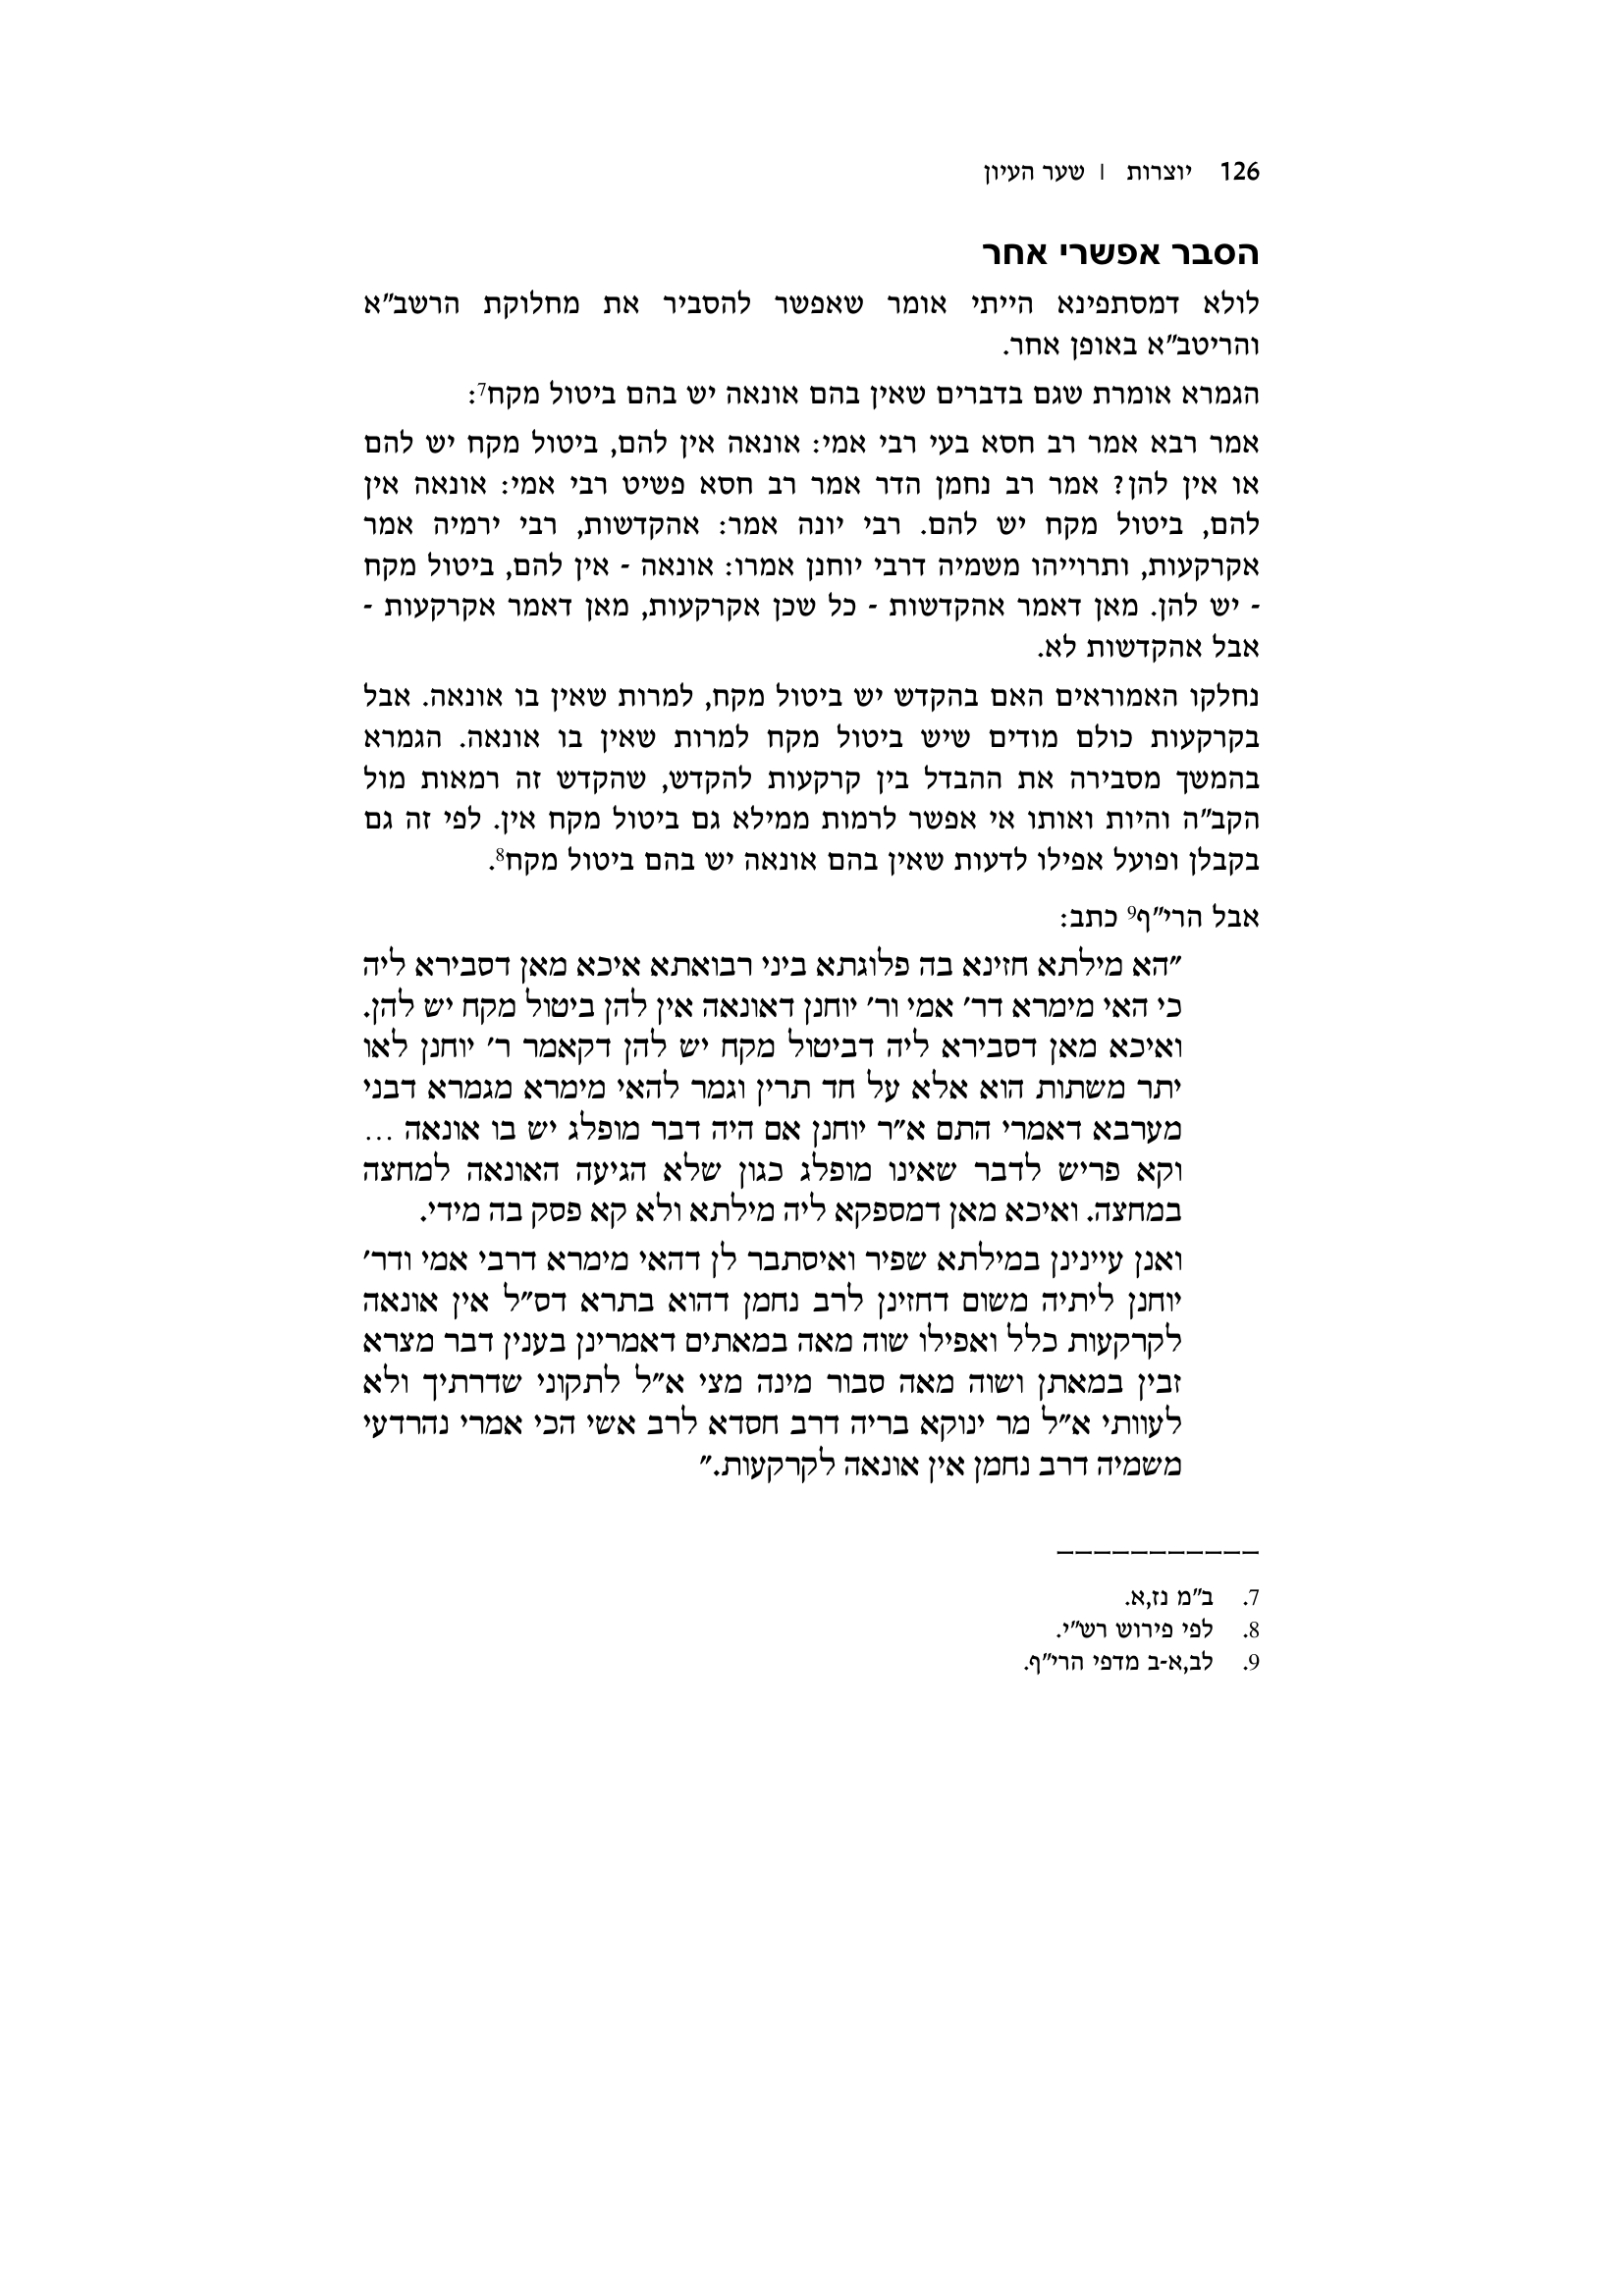 126 יוצרות | שער העיון
הסבר אפשרי אחר
לולא דמסתפינא הייתי אומר שאפשר להסביר את מחלוקת הרשב"א
והריטב"א באופן אחר.
הגמרא אומרת שגם בדברים שאין בהם אונאה יש בהם ביטול מקח7:
אמר רבא אמר רב חסא בעי רבי אמי: אונאה אין להם, ביטול מקח יש להם
או אין להן? אמר רב נחמן הדר אמר רב חסא פשיט רבי אמי: אונאה אין
להם, ביטול מקח יש להם. רבי יונה אמר: אהקדשות, רבי ירמיה אמר
אקרקעות, ותרוייהו משמיה דרבי יוחנן אמרו: אונאה - אין להם, ביטול מקח
- יש להן. מאן דאמר אהקדשות - כל שכן אקרקעות, מאן דאמר אקרקעות -
אבל אהקדשות לא.
נחלקו האמוראים האם בהקדש יש ביטול מקח, למרות שאין בו אונאה. אבל
בקרקעות כולם מודים שיש ביטול מקח למרות שאין בו אונאה. הגמרא
בהמשך מסבירה את ההבדל בין קרקעות להקדש, שהקדש זה רמאות מול
הקב"ה והיות ואותו אי אפשר לרמות ממילא גם ביטול מקח אין. לפי זה גם
בקבלן ופועל אפילו לדעות שאין בהם אונאה יש בהם ביטול מקח8.
אבל הרי"ף9 כתב:
"הא מילתא חזינא בה פלוגתא ביני רבואתא איכא מאן דסבירא ליה
כי האי מימרא דר' אמי ור' יוחנן דאונאה אין להן ביטול מקח יש להן.
ואיכא מאן דסבירא ליה דביטול מקח יש להן דקאמר ר' יוחנן לאו
יתר משתות הוא אלא על חד תרין וגמר להאי מימרא מגמרא דבני
מערבא דאמרי התם א"ר יוחנן אם היה דבר מופלג יש בו אונאה ...
וקא פריש לדבר שאינו מופלג כגון שלא הגיעה האונאה למחצה
במחצה. ואיכא מאן דמספקא ליה מילתא ולא קא פסק בה מידי.
ואנן עיינינן במילתא שפיר ואיסתבר לן דהאי מימרא דרבי אמי ודר'
יוחנן ליתיה משום דחזינן לרב נחמן דהוא בתרא דס"ל אין אונאה
לקרקעות כלל ואפילו שוה מאה במאתים דאמרינן בענין דבר מצרא
זבין במאתן ושוה מאה סבור מינה מצי א"ל לתקוני שדרתיך ולא
לעוותי א"ל מר ינוקא בריה דרב חסדא לרב אשי הכי אמרי נהרדעי
משמיה דרב נחמן אין אונאה לקרקעות."
7. ב"מ נז,א.
8. לפי פירוש רש"י.
9. לב,א-ב מדפי הרי"ף.